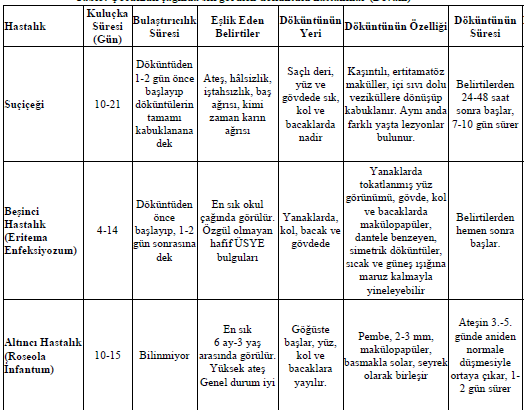 Hastalık
Kuluçka
Süresi
(Gün)
Bulaştırıcılık
Süresi
Eşlik Eden
Belirtiler
Döküntünün
Yeri
Döküntünün Özelliği
Döküntünün
Süresi
Suçiçeği
10-21
Döküntüden
1-2 gün önce
başlayıp
döküntülerin
tamamı
kabuklanana
dek
Ateş, hâlsizlik,
iştahsızlık, baş
ağrısı, kimi
zaman karın
ağrısı
Saçlı deri,
yüz ve
gövdede sık,
kol ve
bacaklarda
nadir
Kaşıntılı, ertitamatöz
maküller, içi sıvı dolu
veziküllere dönüşüp
kabuklanır. Aynı anda
farklı yaşta lezyonlar
bulunur.
Belirtilerden
24-48 saat
sonra başlar,
7-10 gün sürer
Beşinci
Hastalık
(Eritema
Enfeksiyozum)
4-14
Döküntüden
önce
başlayıp, 1-2
gün sonrasına
dek
En sık okul
çağında görülür.
Özgül olmayan
hafif ÜSYE
bulguları
Yanaklarda,
kol, bacak ve
gövdede
Yanaklarda
tokatlanmış yüz
görünümü, gövde, kol
ve bacaklarda
makülopapüler,
dantele benzeyen,
simetrik döküntüler,
sıcak ve güneş ışığına
maruz kalmayla
yineleyebilir
Belirtilerden
hemen sonra
başlar.
Altıncı Hastalık
(Roseola
İnfantum)
10-15
Bilinmiyor
En sık
6 ay-3 yaş
arasında görülür.
Yüksek ateş
Genel durum iyi
Göğüste
başlar, yüz,
kol ve
bacaklara
yayılır.
Pembe, 2-3 mm,
makülopapüler,
basmakla solar, seyrek
olarak birleşir
Ateşin 3.-5.
günde aniden
normale
düşmesiyle
ortaya çıkar, 1-
2 gün sürer